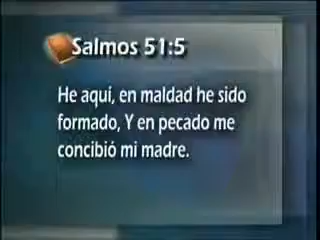 Salmos 51:5
He aquí, en maldad he sido
formado, Y en pecado me
concibió mi madre.